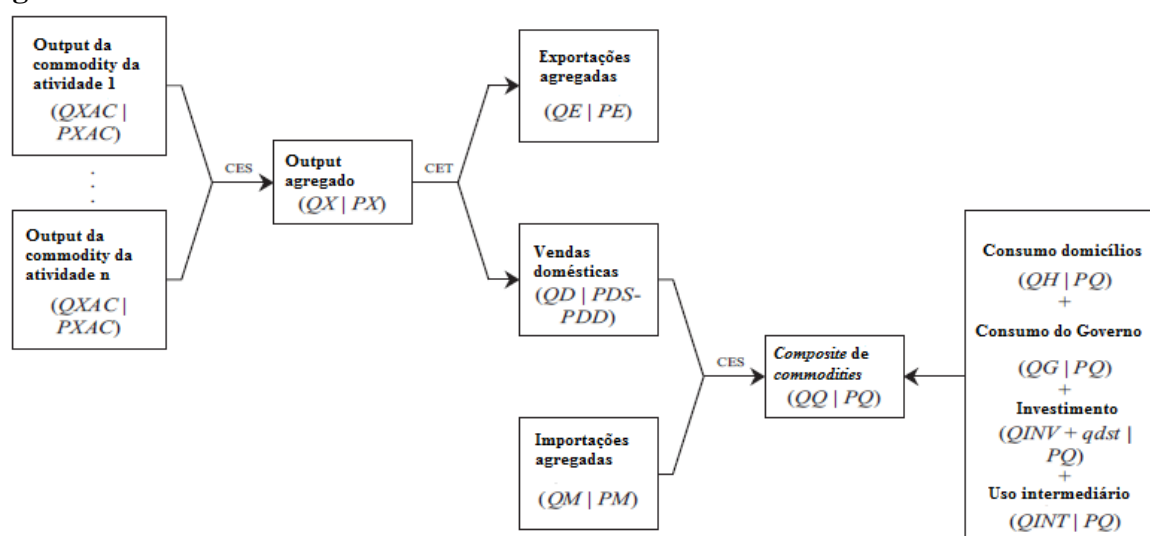 Output da
commodity da
atividade 1
(QXAC |
PXAC)
.
.
.
Output da
commodity da
atividade n
(QXAC |
PXAC)
CES
Output
agregado
(QX | PX)
CET
Exportações
agregadas
(QE | PE)
Vendas
domésticas
(QD | PDS-
PDD)
Importações
agregadas
(QM | PM)
CES
Composite de
commodities
(QQ | PQ)
Consumo domicílios
(QH | PQ)
+
Consumo do Governo
(QG | PQ)
+
Investimento
(QINV + qdst |
PQ)
+
Uso intermediário
(QINT | PQ)